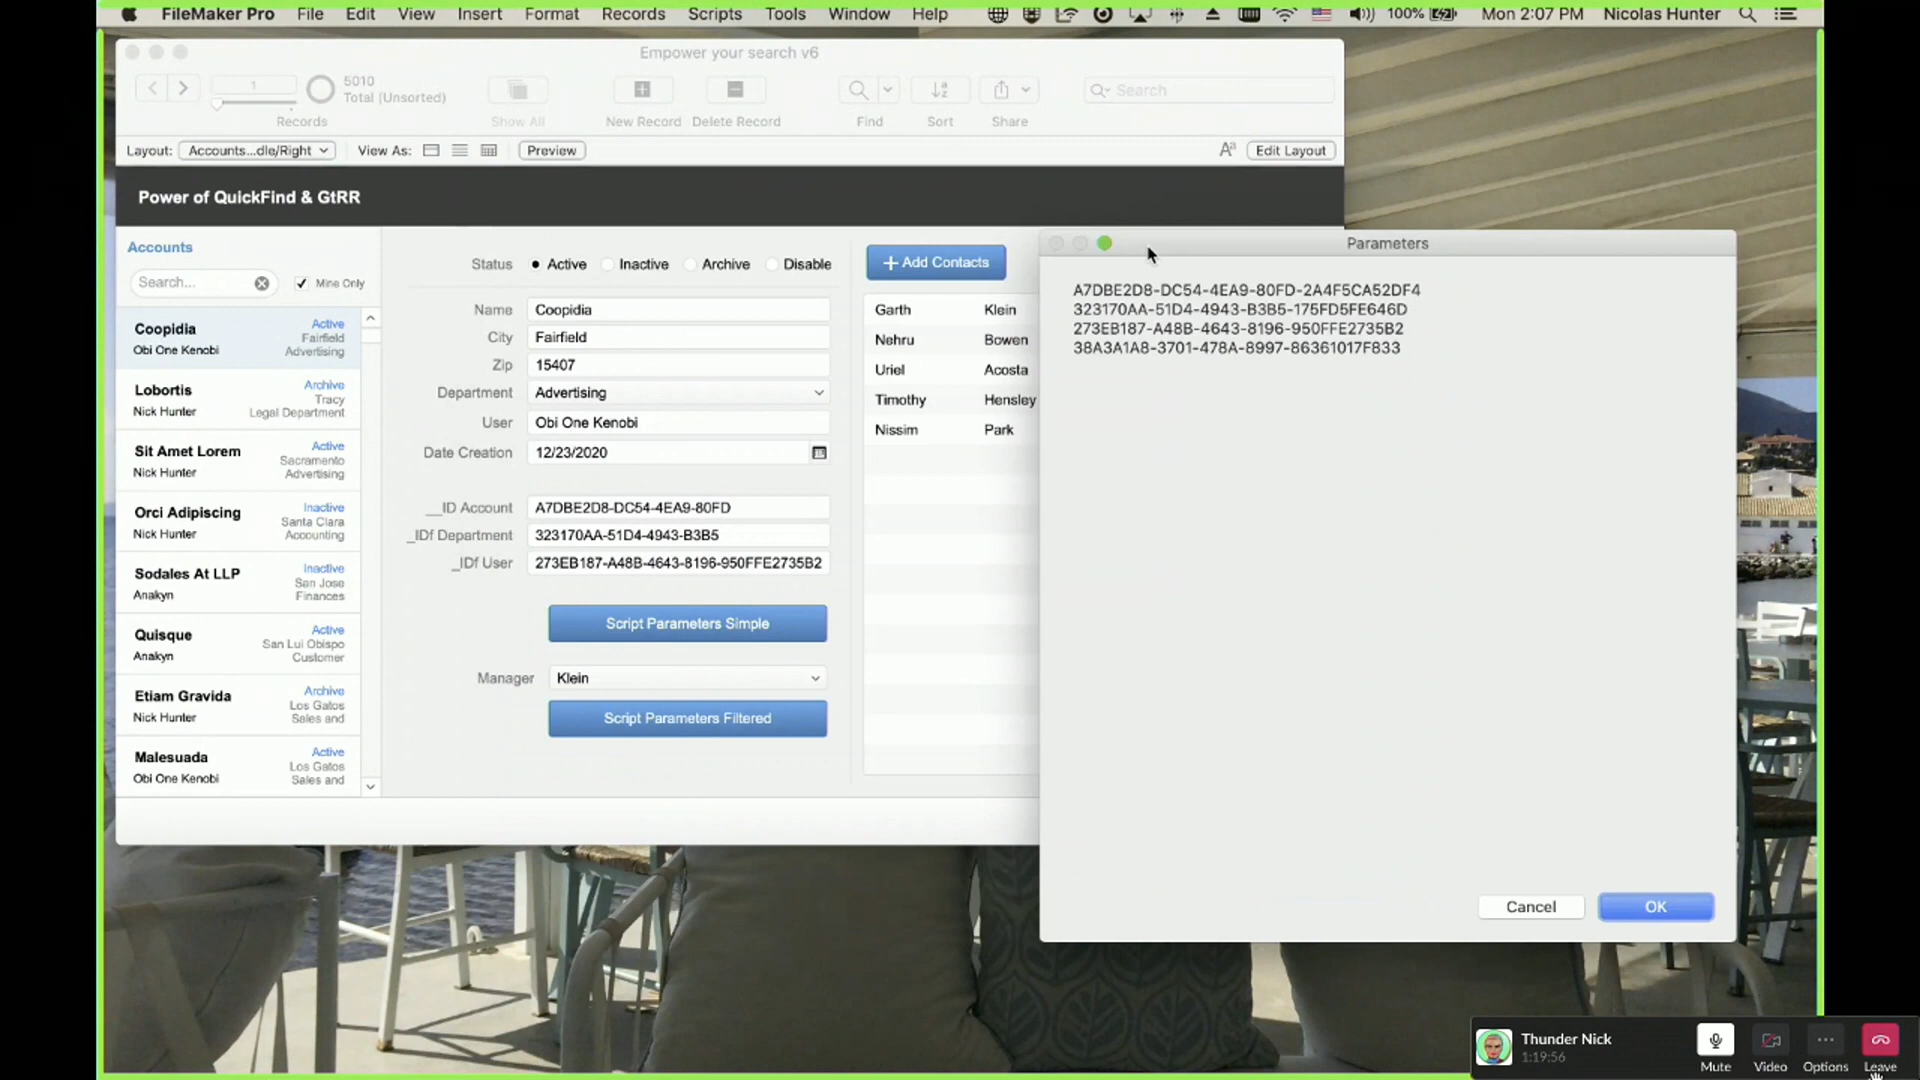 FileMaker Pro File Edit View Insert Format Records Scripts Tools Window Help 100% Mon 2:07 PM Nicolas Hunter
Empower your search v6
1
5010
Total (Unsorted)
Records
Show All
New Record
Delete Record
Find
Sort
Share
Search
Layout: Accounts...dle/Right View As: Preview Aa Edit Layout
Power of QuickFind & GtRR
Accounts
Search... Mine Only
Coopidia
Obi One Kenobi
Active
Fairfield
Advertising
Lobortis
Nick Hunter
Archive
Tracy
Legal Department
Sit Amet Lorem
Nick Hunter
Active
Sacramento
Advertising
Orci Adipiscing
Nick Hunter
Inactive
Santa Clara
Accounting
Sodales At LLP
Anakyn
Inactive
San Jose
Finances
Quisque
Anakyn
Active
San Lui Obispo
Customer
Etiam Gravida
Nick Hunter
Archive
Los Gatos
Sales and
Malesuada
Obi One Kenobi
Active
Los Gatos
Sales and
Status Active Inactive Archive Disable
Name Coopidia
City Fairfield
Zip 15407
Department Advertising
User Obi One Kenobi
Date Creation 12/23/2020
__ID Account A7DBE2D8-DC54-4EA9-80FD
_IDf Department 323170AA-51D4-4943-B3B5
_IDf User 273EB187-A48B-4643-8196-950FFE2735B2
Script Parameters Simple
Manager Klein
Script Parameters Filtered
+ Add Contacts
Garth Klein
Nehru Bowen
Uriel Acosta
Timothy Hensley
Nissim Park
Parameters
A7DBE2D8-DC54-4EA9-80FD-2A4F5CA52DF4
323170AA-51D4-4943-B3B5-175FD5FE646D
273EB187-A48B-4643-8196-950FFE2735B2
38A3A1A8-3701-478A-8997-86361017F833
Cancel OK
Thunder Nick
1:19:56
Mute Video Options Leave